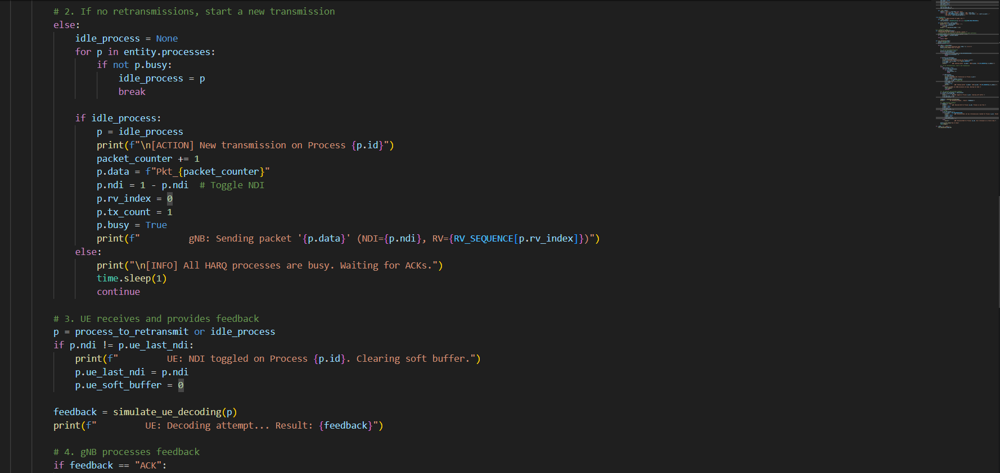 # 2. If no retransmissions, start a new transmission
else:
idle_process = None
for p in entity.processes:
if not p.busy:
idle_process = p
break
if idle_process:
p = idle_process
print(f"\n[ACTION] New transmission on Process {p.id}")
packet_counter += 1
p.data = f"Pkt_{packet_counter}"
p.ndi = 1 - p.ndi  # Toggle NDI
p.rv_index = 0
p.tx_count = 1
p.busy = True
print(f"         gNB: Sending packet '{p.data}' (NDI={p.ndi}, RV={RV_SEQUENCE[p.rv_index]})")
else:
print("\n[INFO] All HARQ processes are busy. Waiting for ACKs.")
time.sleep(1)
continue
# 3. UE receives and provides feedback
p = process_to_retransmit or idle_process
if p.ndi != p.ue_last_ndi:
print(f"         UE: NDI toggled on Process {p.id}. Clearing soft buffer.")
p.ue_last_ndi = p.ndi
p.ue_soft_buffer = 0
feedback = simulate_ue_decoding(p)
print(f"         UE: Decoding attempt... Result: {feedback}")
# 4. gNB processes feedback
if feedback == "ACK":